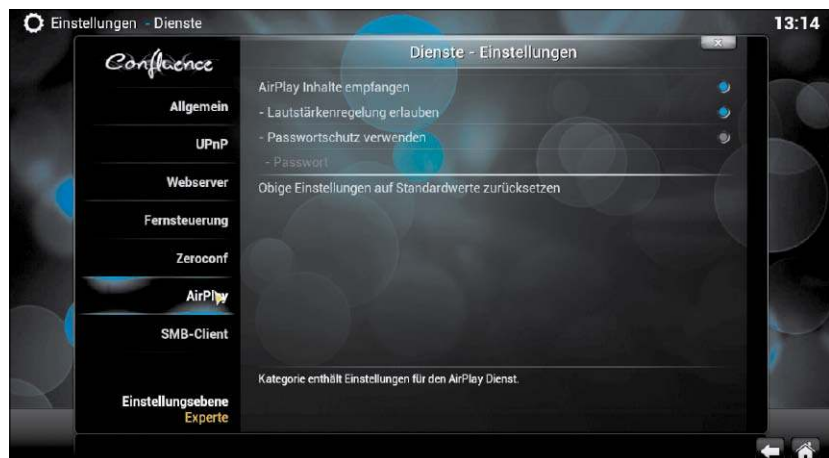 Einstellungen - Dienste
13:14
Confluence
Dienste - Einstellungen
Allgemein
UPnP
Webserver
Fernsteuerung
Zeroconf
AirPlay
SMB-Client
Einstellungsebene
Experte
AirPlay Inhalte empfangen
- Lautstärkenregelung erlauben
- Passwortschutz verwenden
- Passwort
Obige Einstellungen auf Standardwerte zurücksetzen
Kategorie enthält Einstellungen für den AirPlay Dienst.